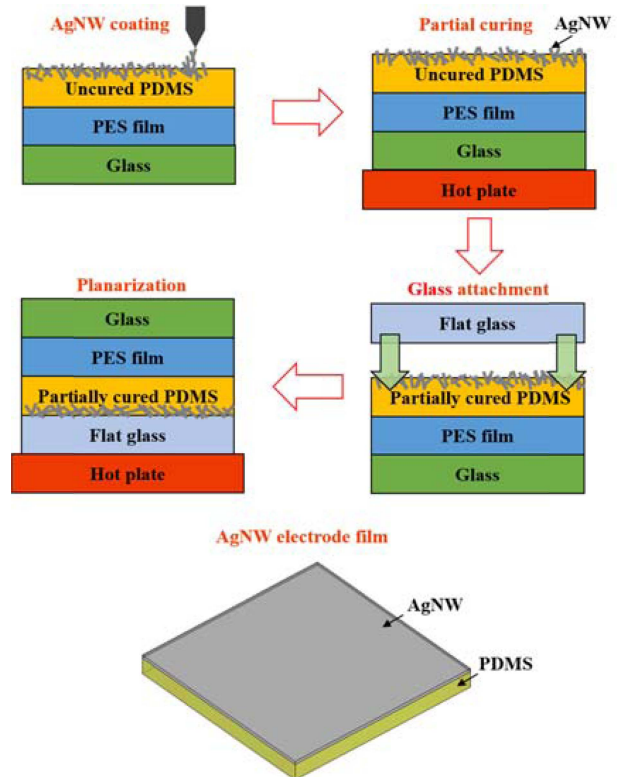 AgNW coating
Uncured PDMS
PES film
Glass
Partial curing
AgNW
Uncured PDMS
PES film
Glass
Hot plate
Glass attachment
Flat glass
Partially cured PDMS
PES film
Glass
Planarization
Glass
PES film
Partially cured PDMS
Flat glass
Hot plate
AgNW electrode film
AgNW
PDMS